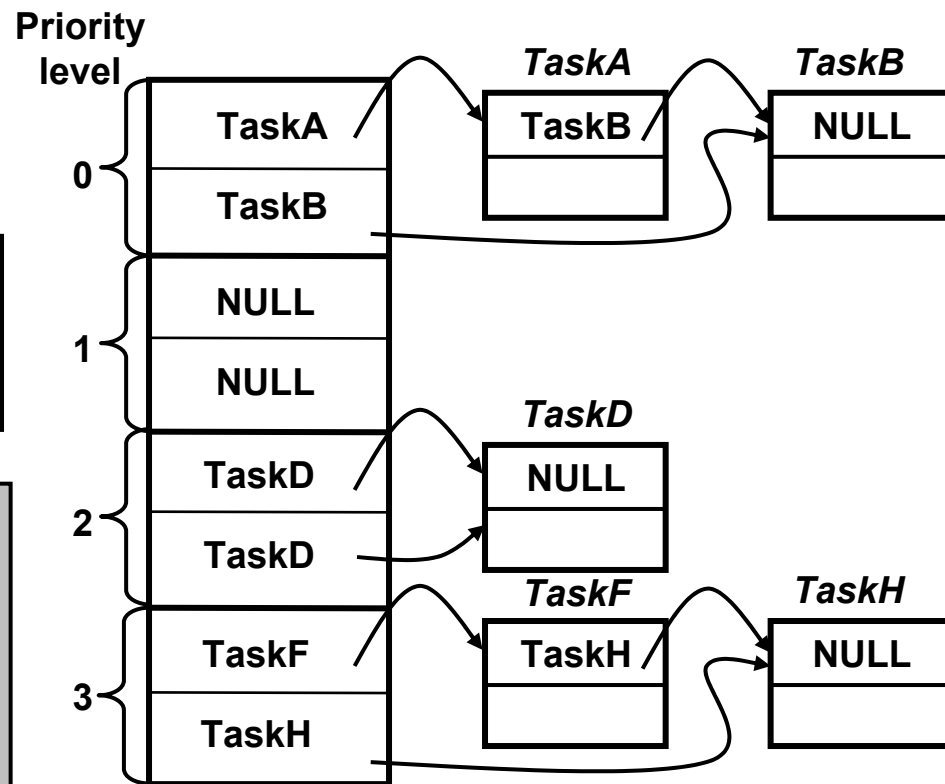 Priority
level
TaskA
TaskB
0
TaskA
TaskB
NULL
TaskB
NULL
1
NULL
TaskD
2
TaskD
NULL
TaskD
TaskF
TaskH
3
TaskF
TaskH
NULL
TaskH